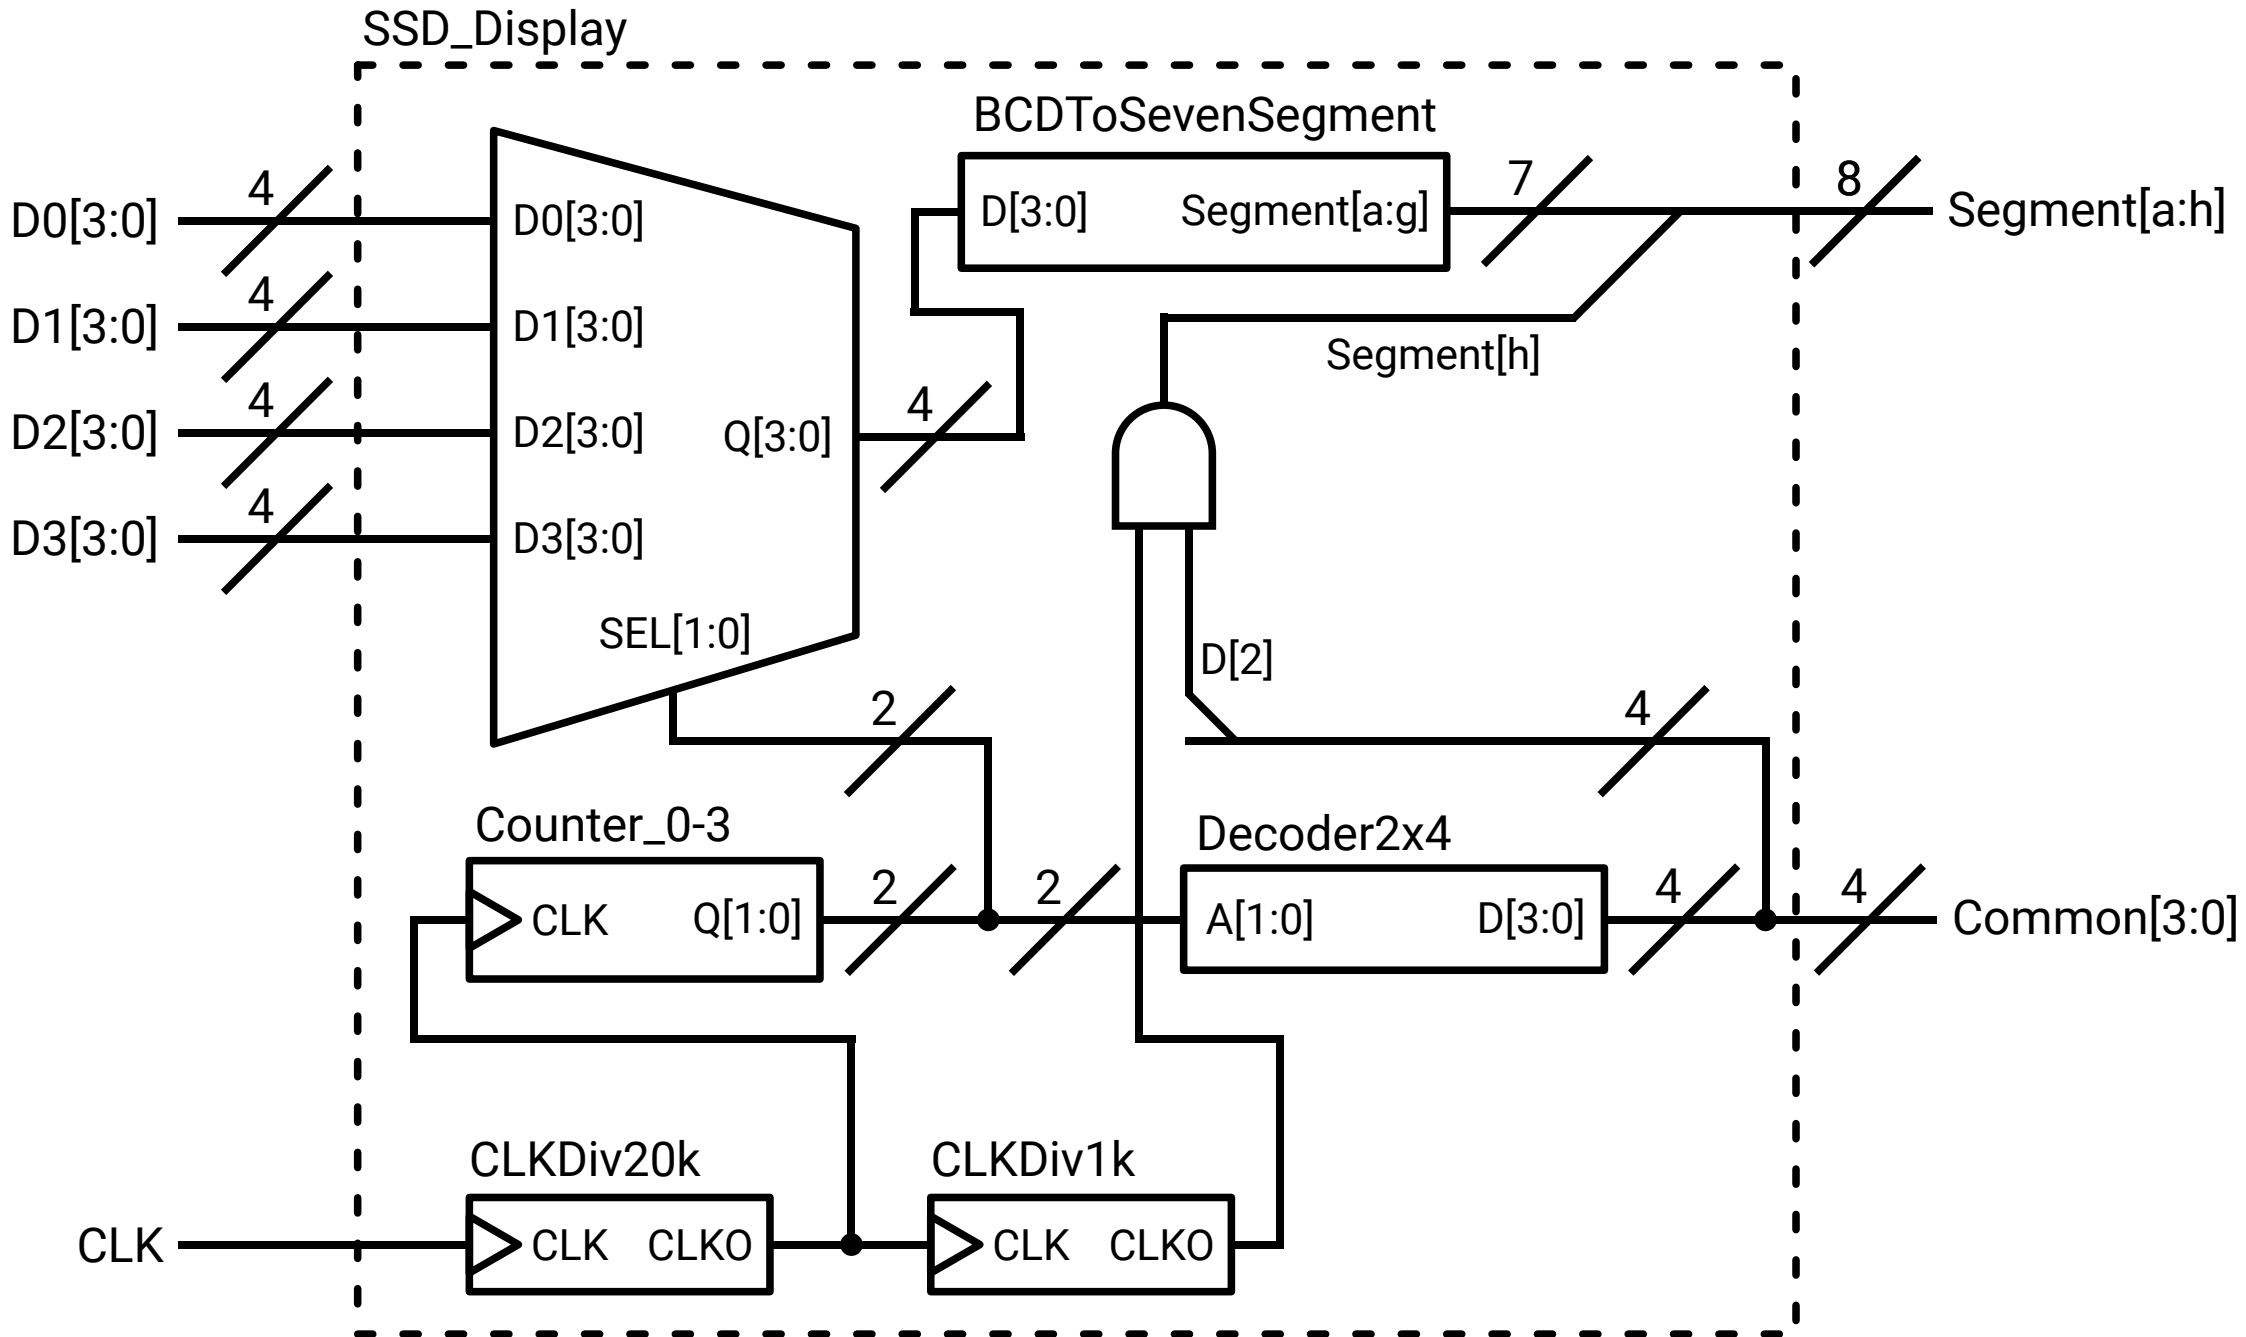 SSD_Display
BCDToSevenSegment
4
7
8
D0[3:0]
D0[3:0]
D[3:0]
Segment[a:g]
Segment[a:h]
4
D1[3:0]
D1[3:0]
Segment[h]
4
4
D2[3:0]
D2[3:0]
Q[3:0]
4
D3[3:0]
D3[3:0]
SEL[1:0]
D[2]
2
4
Counter_0-3
Decoder2x4
2
2
4
4
CLK
Q[1:0]
A[1:0]
D[3:0]
Common[3:0]
CLKDiv20k
CLKDiv1k
CLK
CLK
CLKO
CLK
CLKO